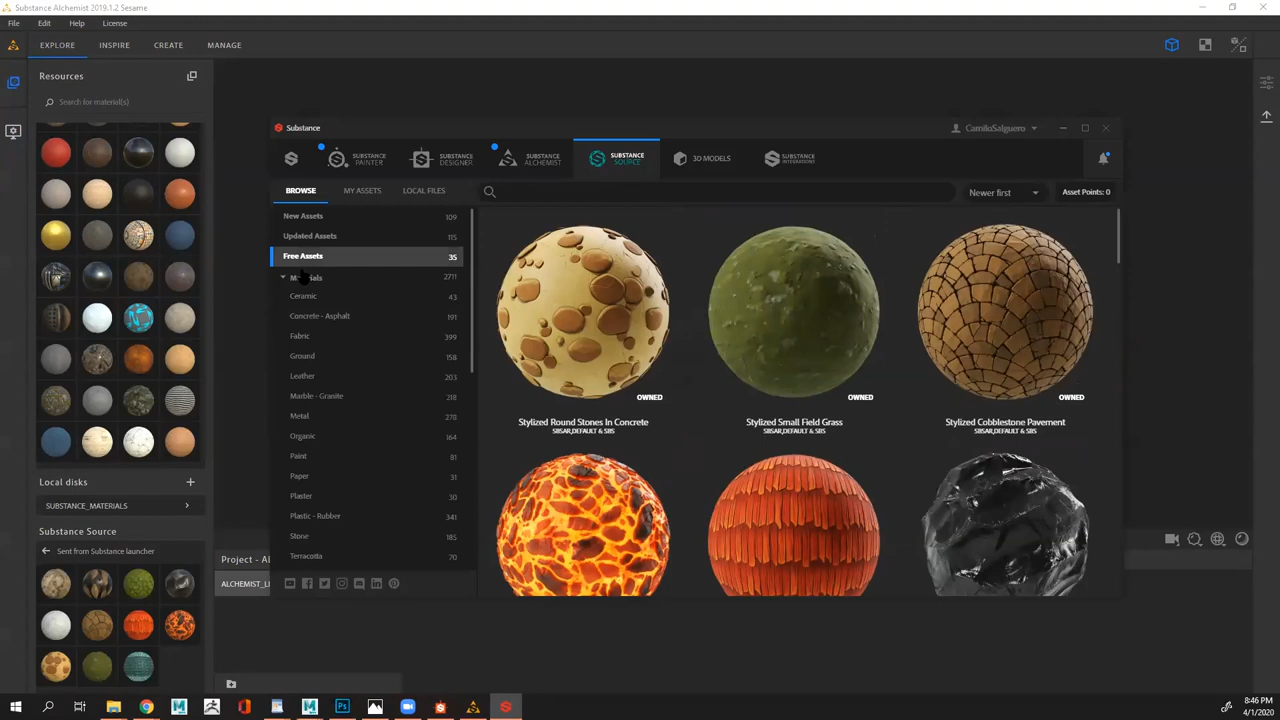 Substance Alchemist 2019.1.2 Sesame
File Edit Help License
EXPLORE INSPIRE CREATE MANAGE
Resources
Search for material(s)
Local disks
SUBSTANCE_MATERIALS
Substance Source
Sent from Substance launcher
Substance
CamiloSalguero
SUBSTANCE PAINTER
SUBSTANCE DESIGNER
SUBSTANCE ALCHEMIST
SUBSTANCE SOURCE
3D MODELS
SUBSTANCE INTEGRATIONS
BROWSE MY ASSETS LOCAL FILES
Newer first
Asset Points: 0
New Assets 109
Updated Assets 115
Free Assets 35
Materials 2711
Ceramic 43
Concrete - Asphalt 191
Fabric 399
Ground 158
Leather 203
Marble - Granite 218
Metal 278
Organic 164
Paint 81
Paper 31
Plaster 30
Plastic - Rubber 341
Stone 185
Terracotta 70
OWNED
Stylized Round Stones In Concrete
SBSAR,DEFAULT & SBS
OWNED
Stylized Small Field Grass
SBSAR,DEFAULT & SBS
OWNED
Stylized Cobblestone Pavement
SBSAR,DEFAULT & SBS
Project - AL
ALCHEMIST_LE
8:46 PM
4/1/2020